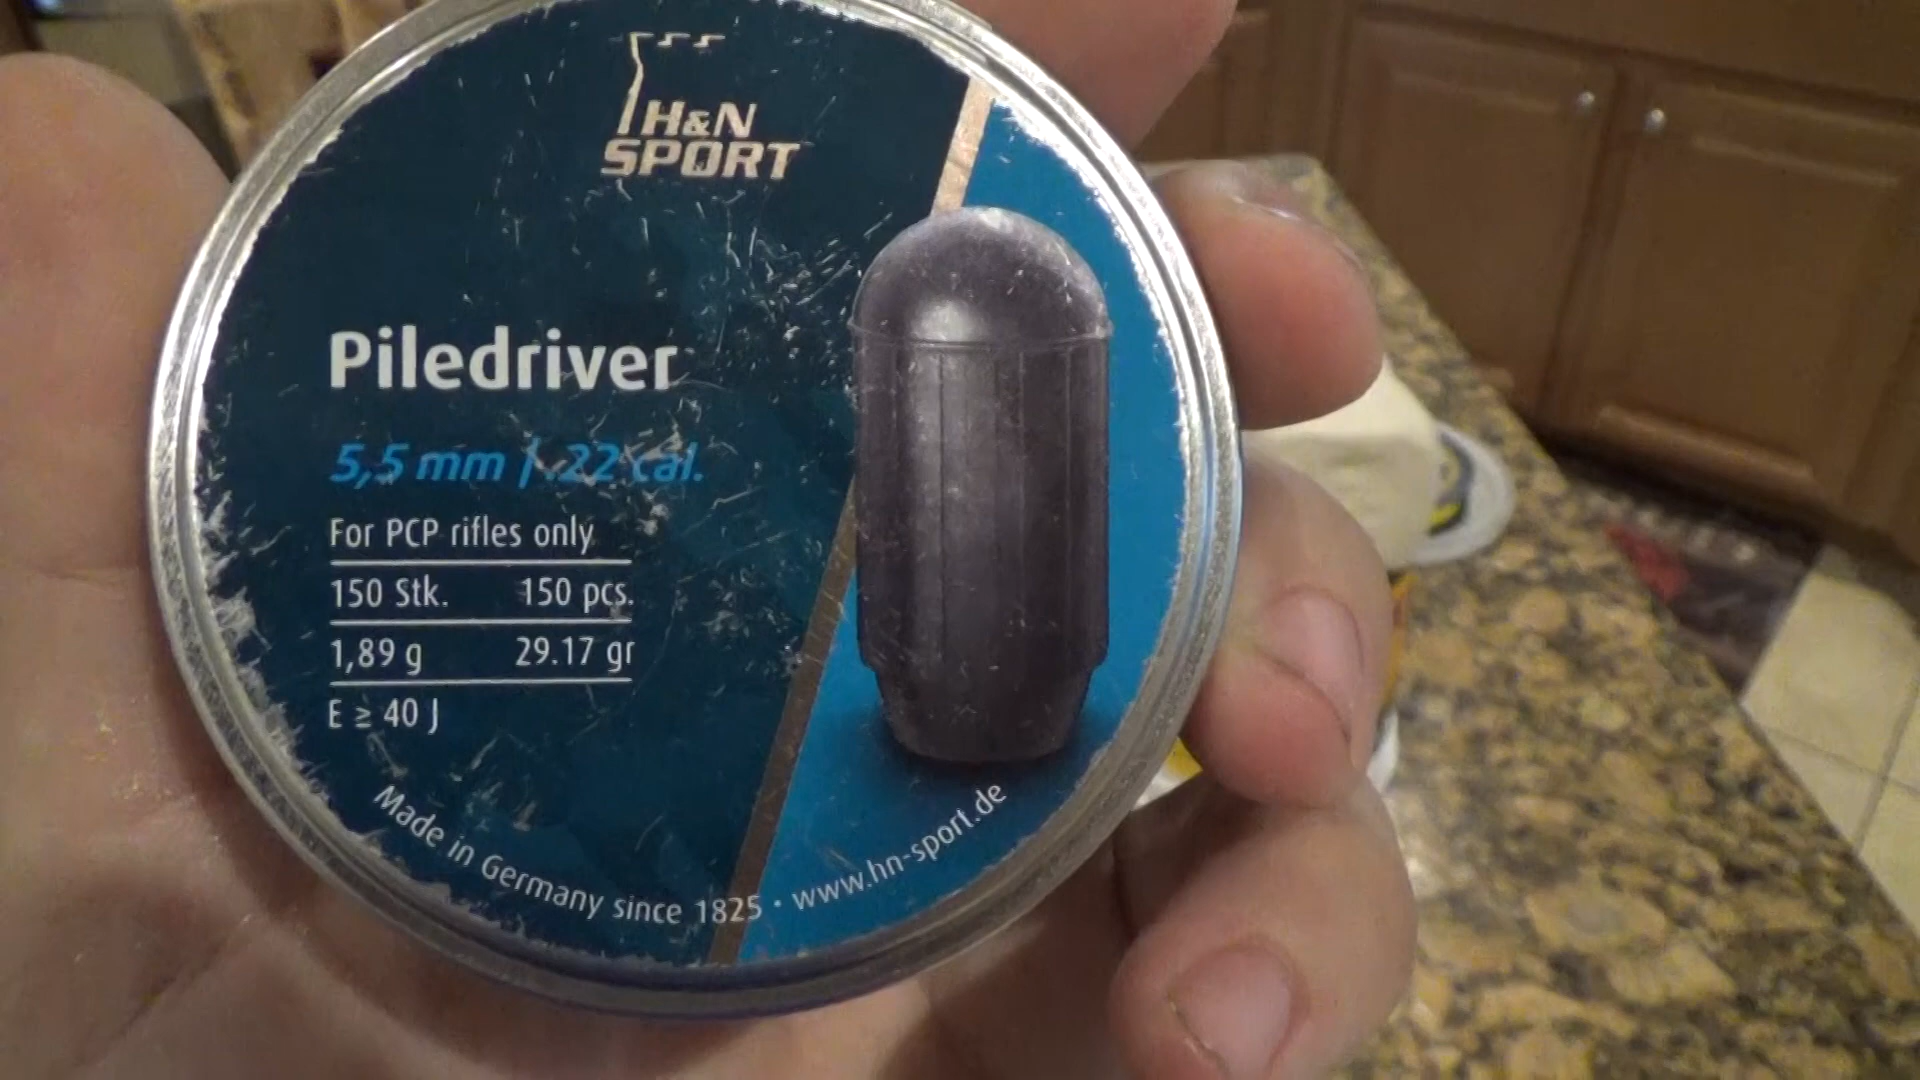 H&N
SPORT
Piledriver
5,5 mm | .22 cal.
For PCP rifles only
150 Stk. 150 pcs.
1,89 g 29.17 gr
E ≥ 40 J
Made in Germany since 1825 · www.hn-sport.de